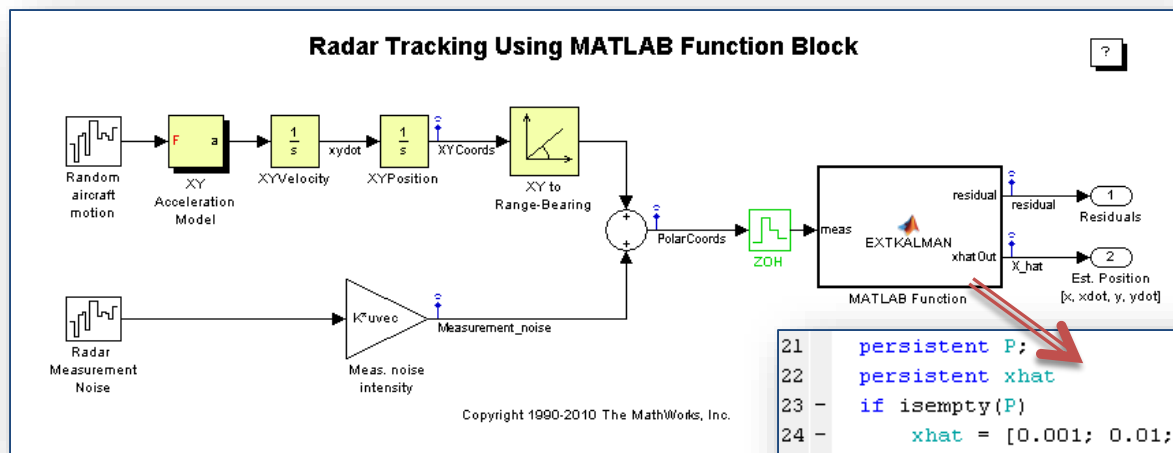 Radar Tracking Using MATLAB Function Block
?
Random
aircraft
motion
F
a
XY
Acceleration
Model
1
s
XYVelocity
xydot
1
s
XYPosition
XYCoords
XY to
Range-Bearing
+
+
PolarCoords
ZOH
meas
EXTKALMAN
residual
xhatOut
MATLAB Function
residual
1
Residuals
X_hat
2
Est. Position
[x, xdot, y, ydot]
Radar
Measurement
Noise
K*uvec
Meas. noise
intensity
Measurement_noise
Copyright 1990-2010 The MathWorks, Inc.
21 persistent P;
22 persistent xhat
23 - if isempty(P)
24 - xhat = [0.001; 0.01;